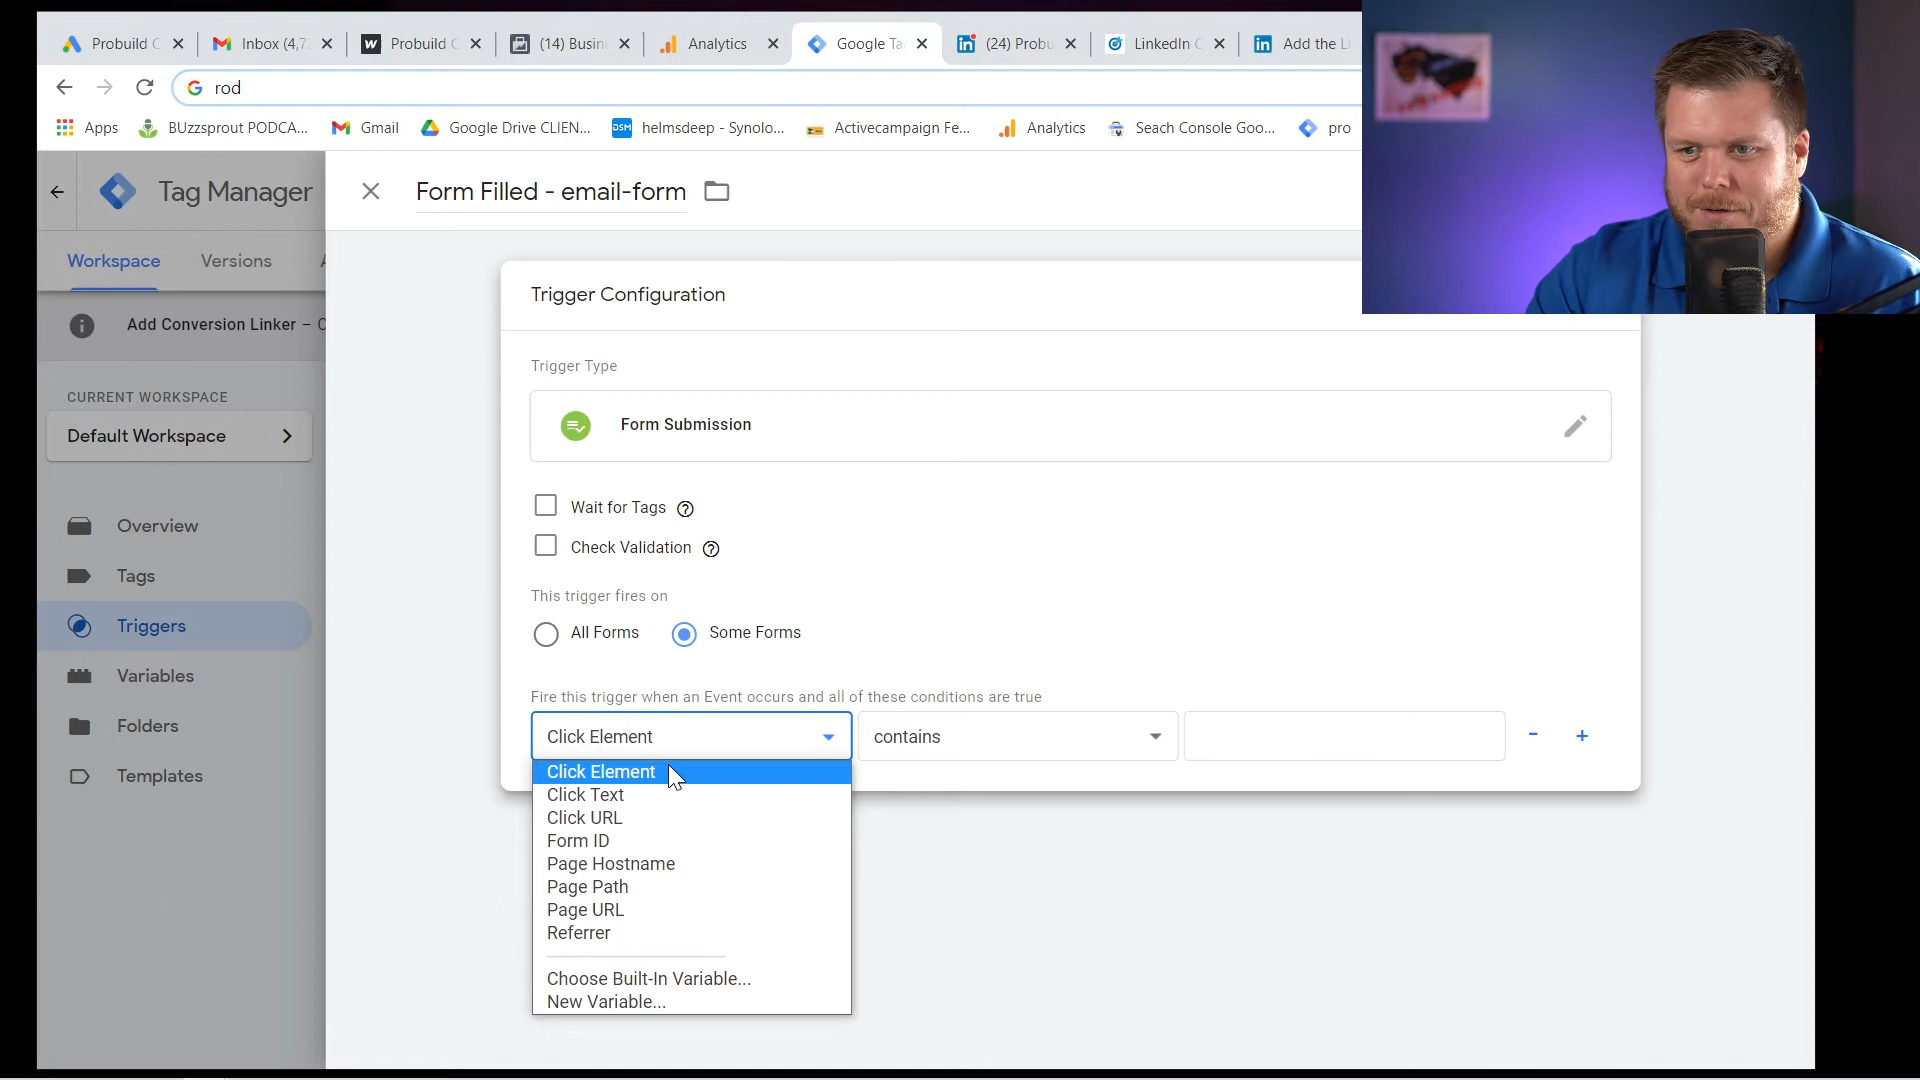 Probuild C
Inbox (4,7
Probuild C
(14) Busin
Analytics
Google Ta
(24) Probu
LinkedIn C
Add the L
rod
Apps
BUzzsprout PODCA...
Gmail
Google Drive CLIEN...
DSM
helmsdeep - Synolo...
Activecampaign Fe...
Analytics
Seach Console Goo...
pro
Tag Manager
Form Filled - email-form
Workspace
Versions
Add Conversion Linker –
Trigger Configuration
Trigger Type
CURRENT WORKSPACE
Default Workspace
Form Submission
Wait for Tags
Check Validation
Overview
Tags
Triggers
Variables
Folders
Templates
This trigger fires on
All Forms
Some Forms
Fire this trigger when an Event occurs and all of these conditions are true
Click Element
contains
- +
Click Element
Click Text
Click URL
Form ID
Page Hostname
Page Path
Page URL
Referrer
Choose Built-In Variable...
New Variable...